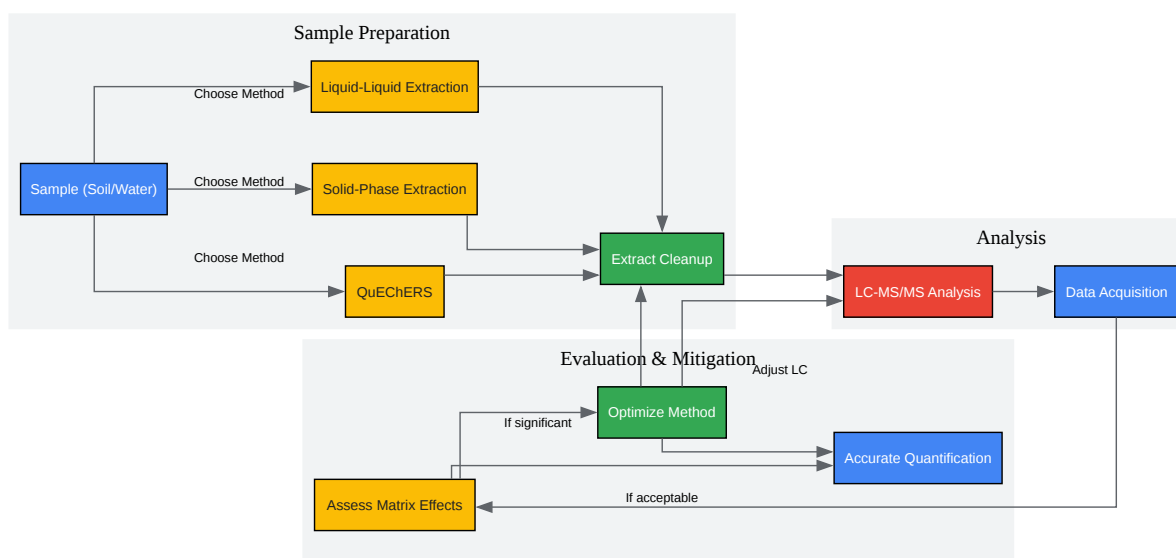 Sample Preparation
Liquid-Liquid Extraction
Choose Method
Sample (Soil/Water)
Choose Method
Solid-Phase Extraction
Choose Method
QuEChERS
Extract Cleanup
Analysis
LC-MS/MS Analysis
Data Acquisition
Evaluation & Mitigation
Adjust LC
Optimize Method
If significant
Accurate Quantification
Assess Matrix Effects
If acceptable